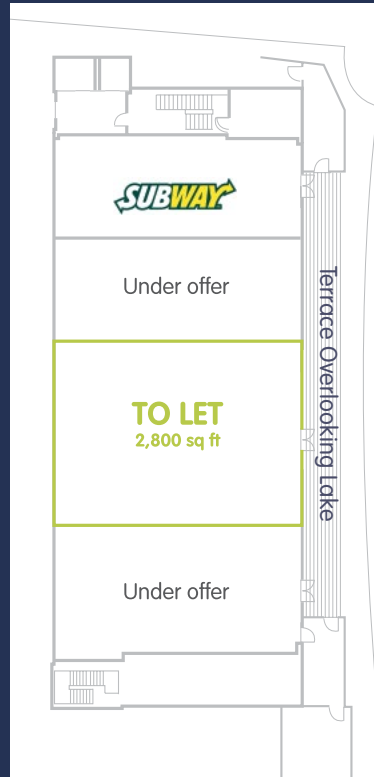 SUBWAY
Under offer
TO LET
2,800 sq ft
Terrace Overlooking Lake
Under offer